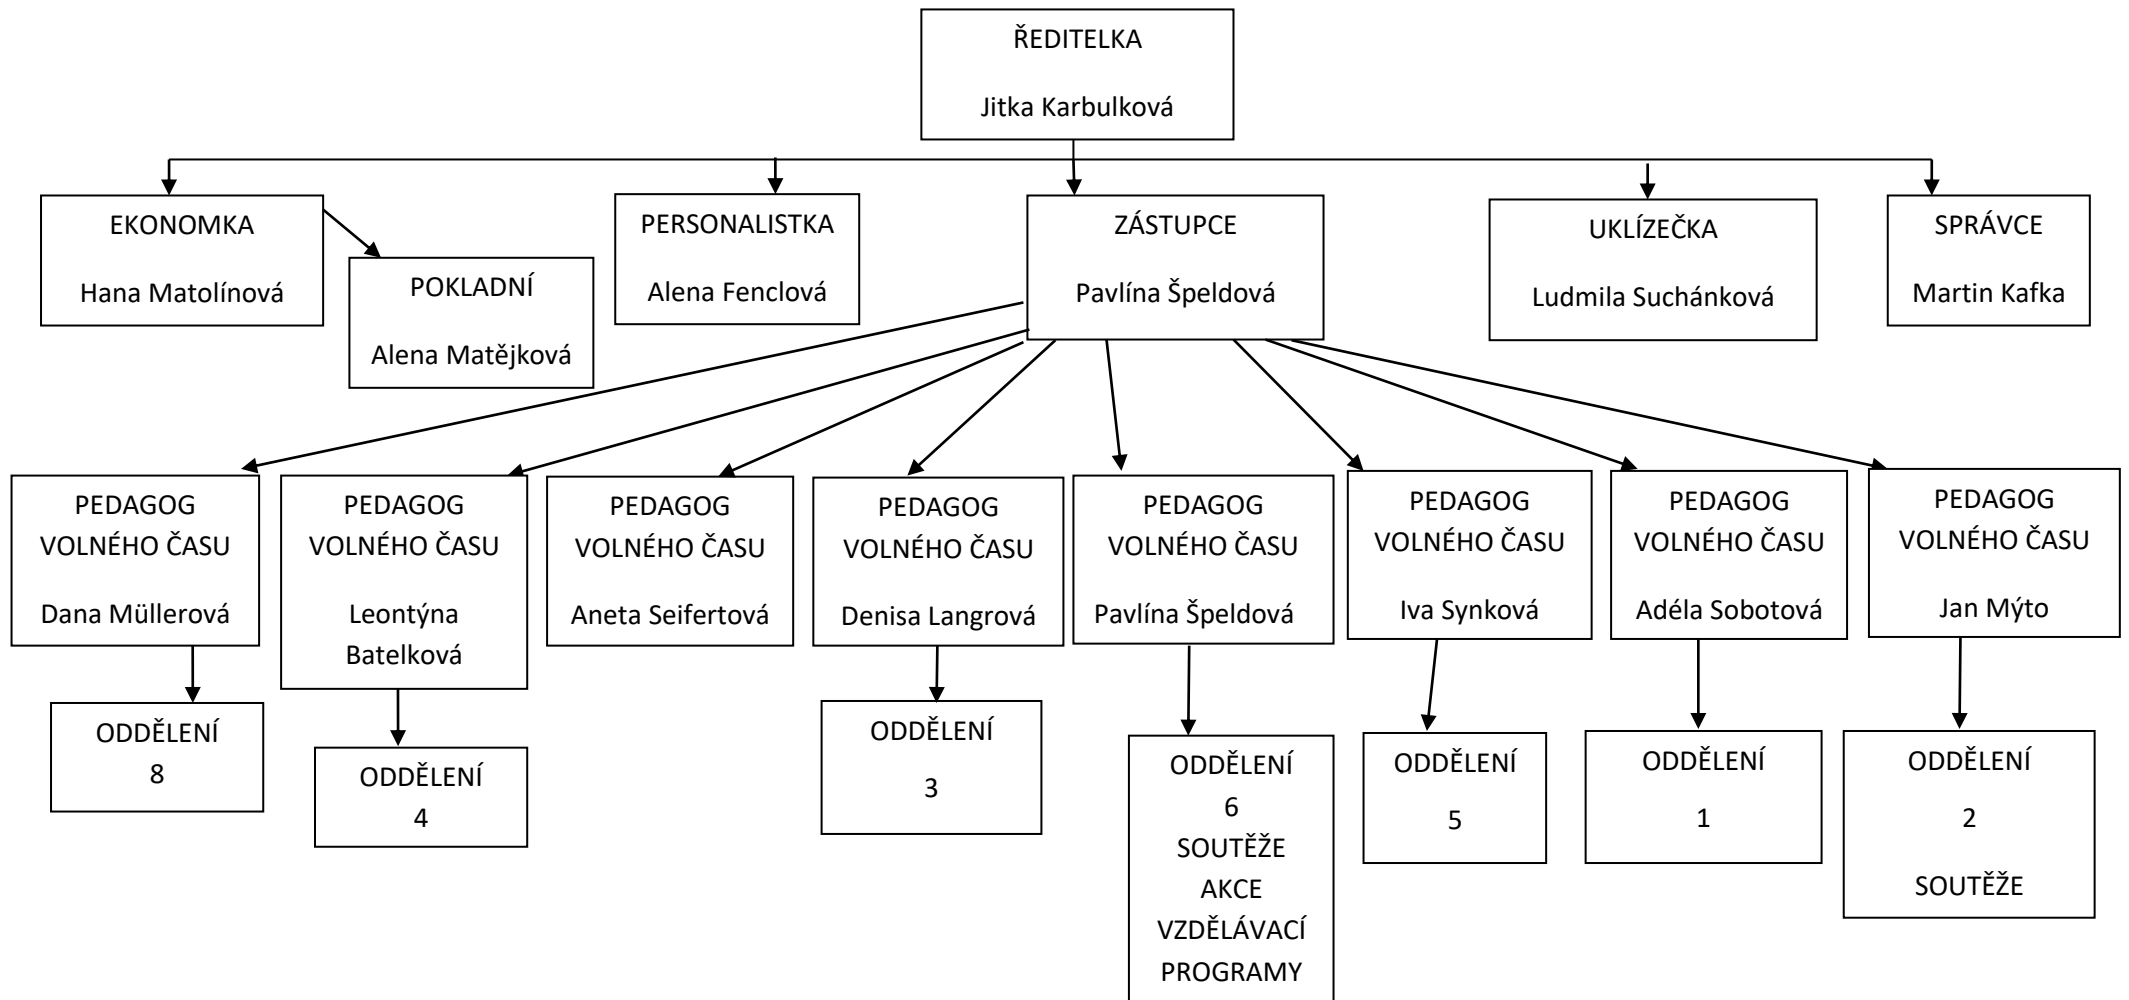 ŘEDITELKA
Jitka Karbulková
EKONOMKA
Hana Matolínová
POKLADNÍ
Alena Matějková
PERSONALISTKA
Alena Fenclová
ZÁSTUPCE
Pavlína Špeldová
UKLÍZEČKA
Ludmila Suchánková
SPRÁVCE
Martin Kafka
PEDAGOG
VOLNÉHO ČASU
Dana Müllerová
PEDAGOG
VOLNÉHO ČASU
Leontýna
Batelková
PEDAGOG
VOLNÉHO ČASU
Aneta Seifertová
PEDAGOG
VOLNÉHO ČASU
Denisa Langrová
PEDAGOG
VOLNÉHO ČASU
Pavlína Špeldová
PEDAGOG
VOLNÉHO ČASU
Iva Synková
PEDAGOG
VOLNÉHO ČASU
Adéla Sobotová
PEDAGOG
VOLNÉHO ČASU
Jan Mýto
ODDĚLENÍ
8
ODDĚLENÍ
4
ODDĚLENÍ
3
ODDĚLENÍ
6
SOUTĚŽE
AKCE
VZDĚLÁVACÍ
PROGRAMY
ODDĚLENÍ
5
ODDĚLENÍ
1
ODDĚLENÍ
2
SOUTĚŽE